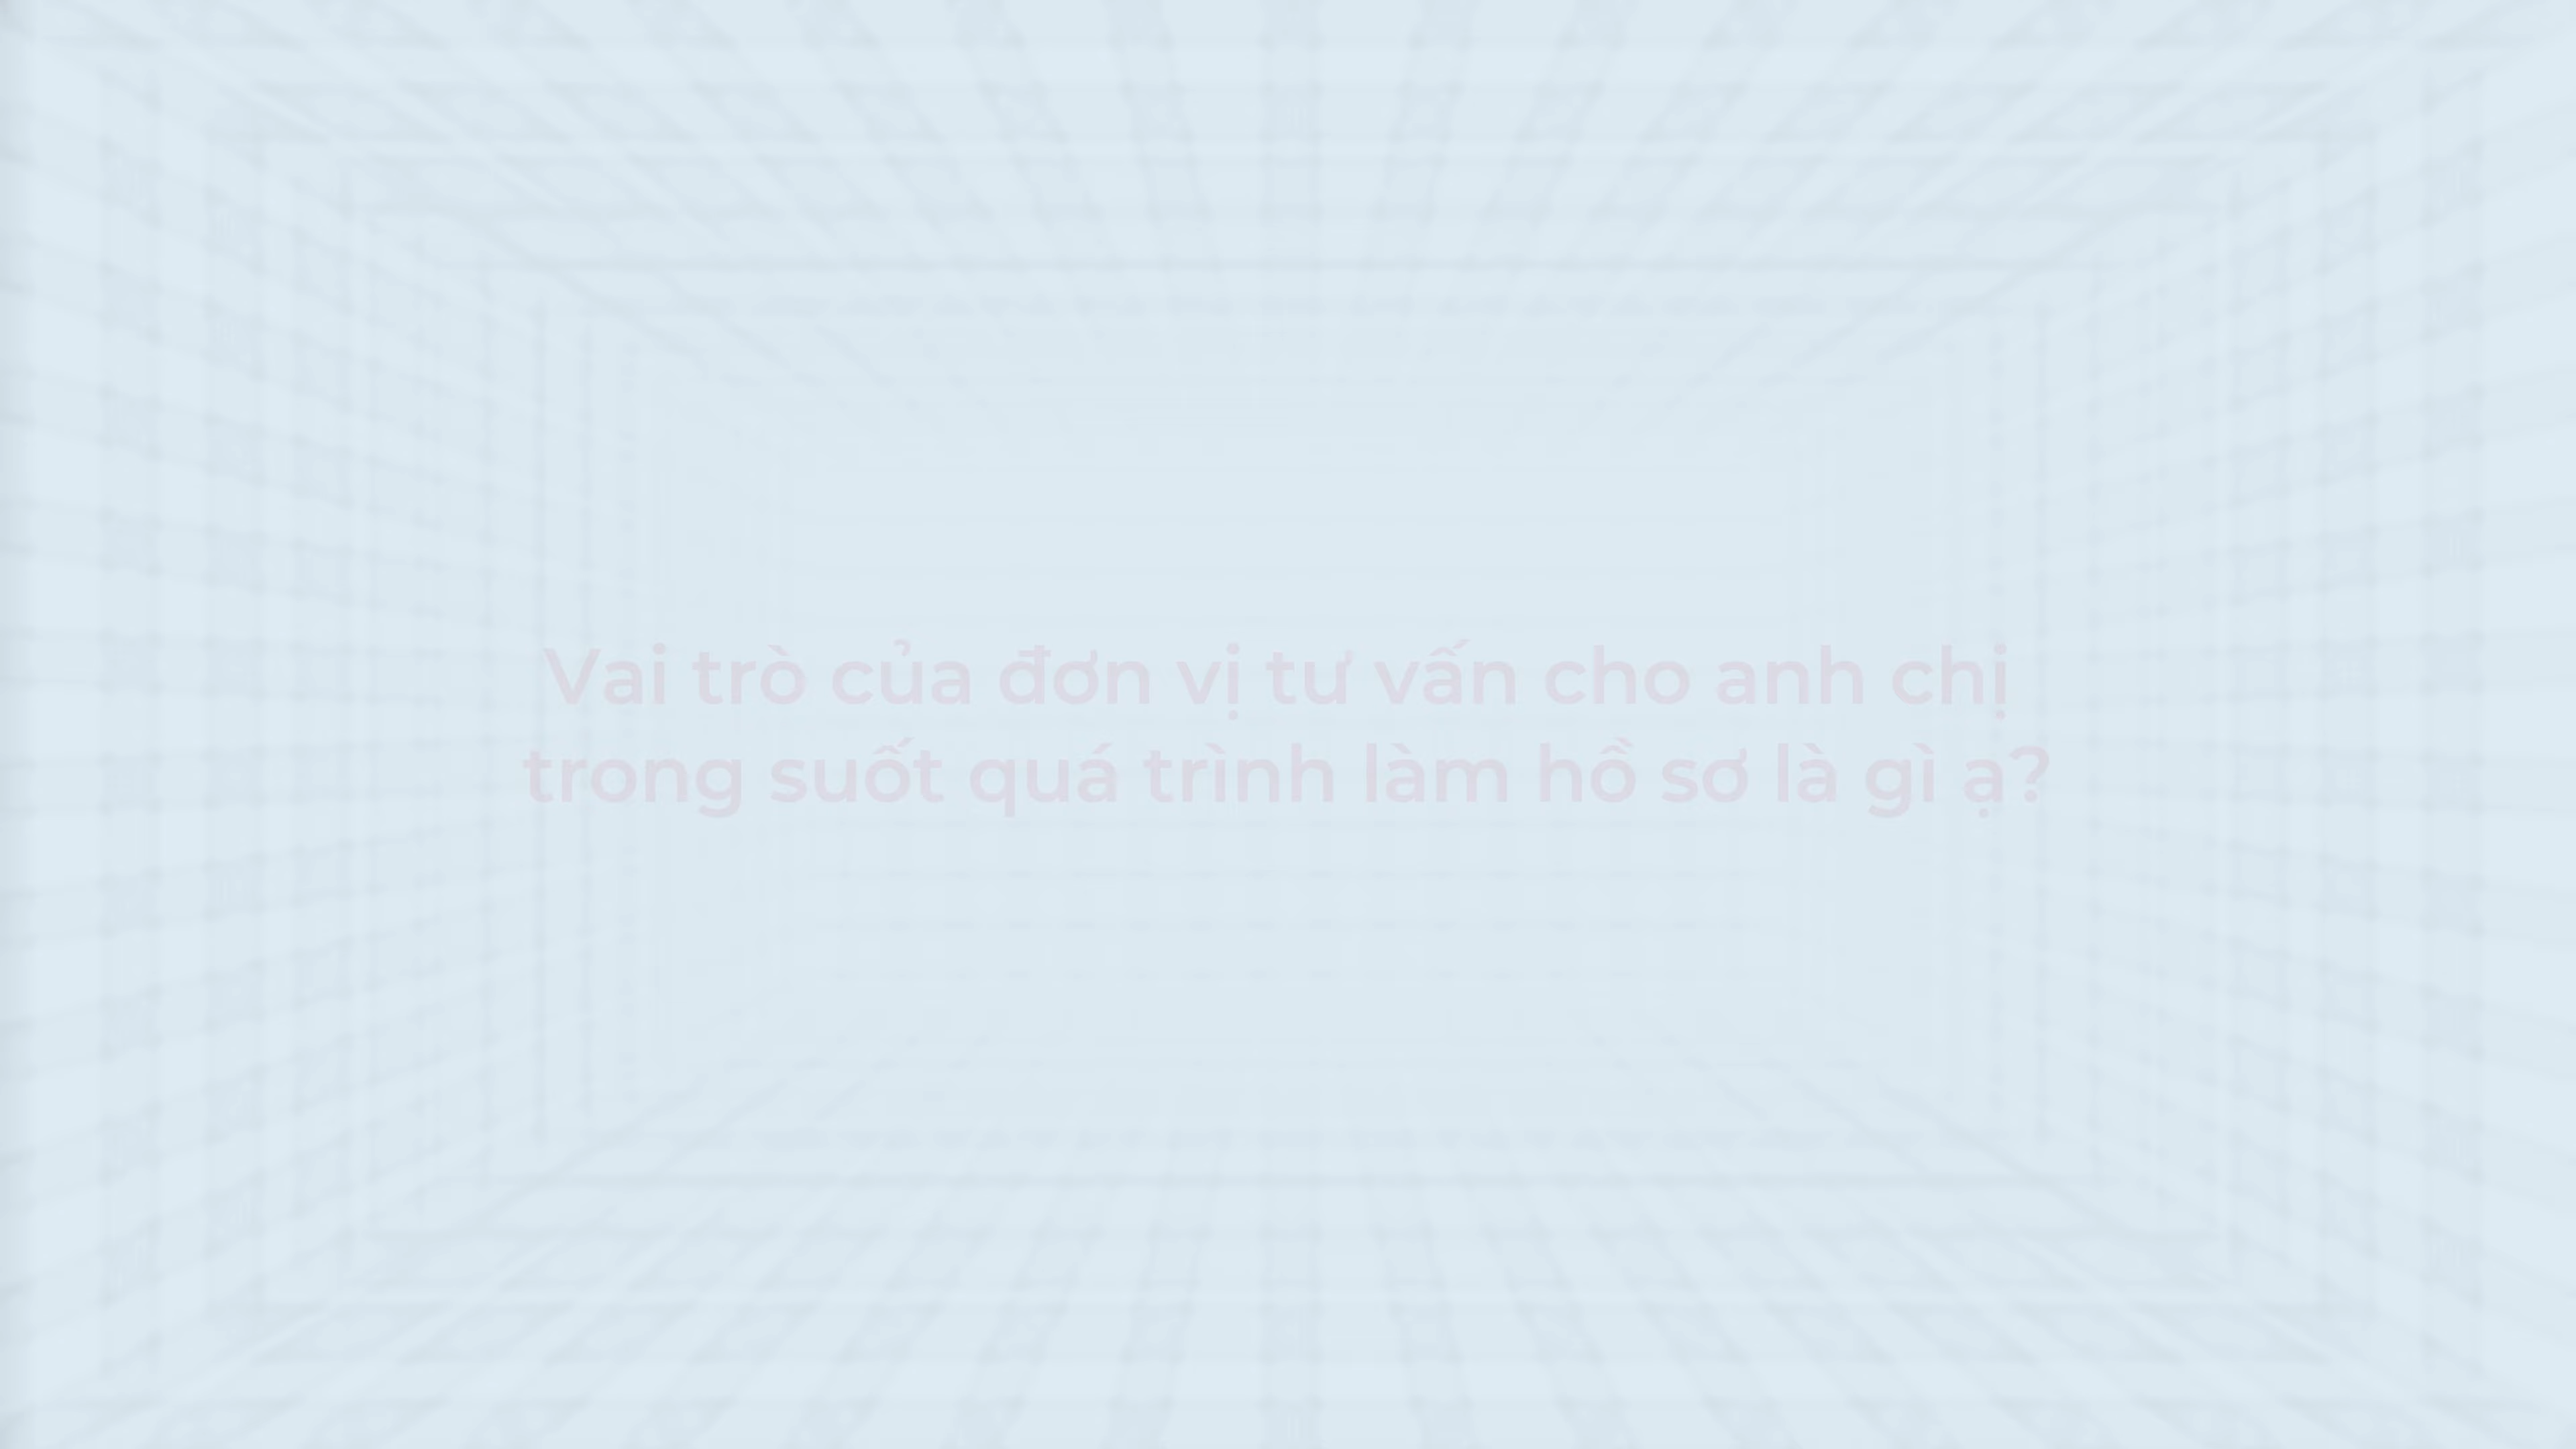 Vai trò của đơn vị tư vấn cho anh chị
trong suốt quá trình làm hồ sơ là gì ạ?